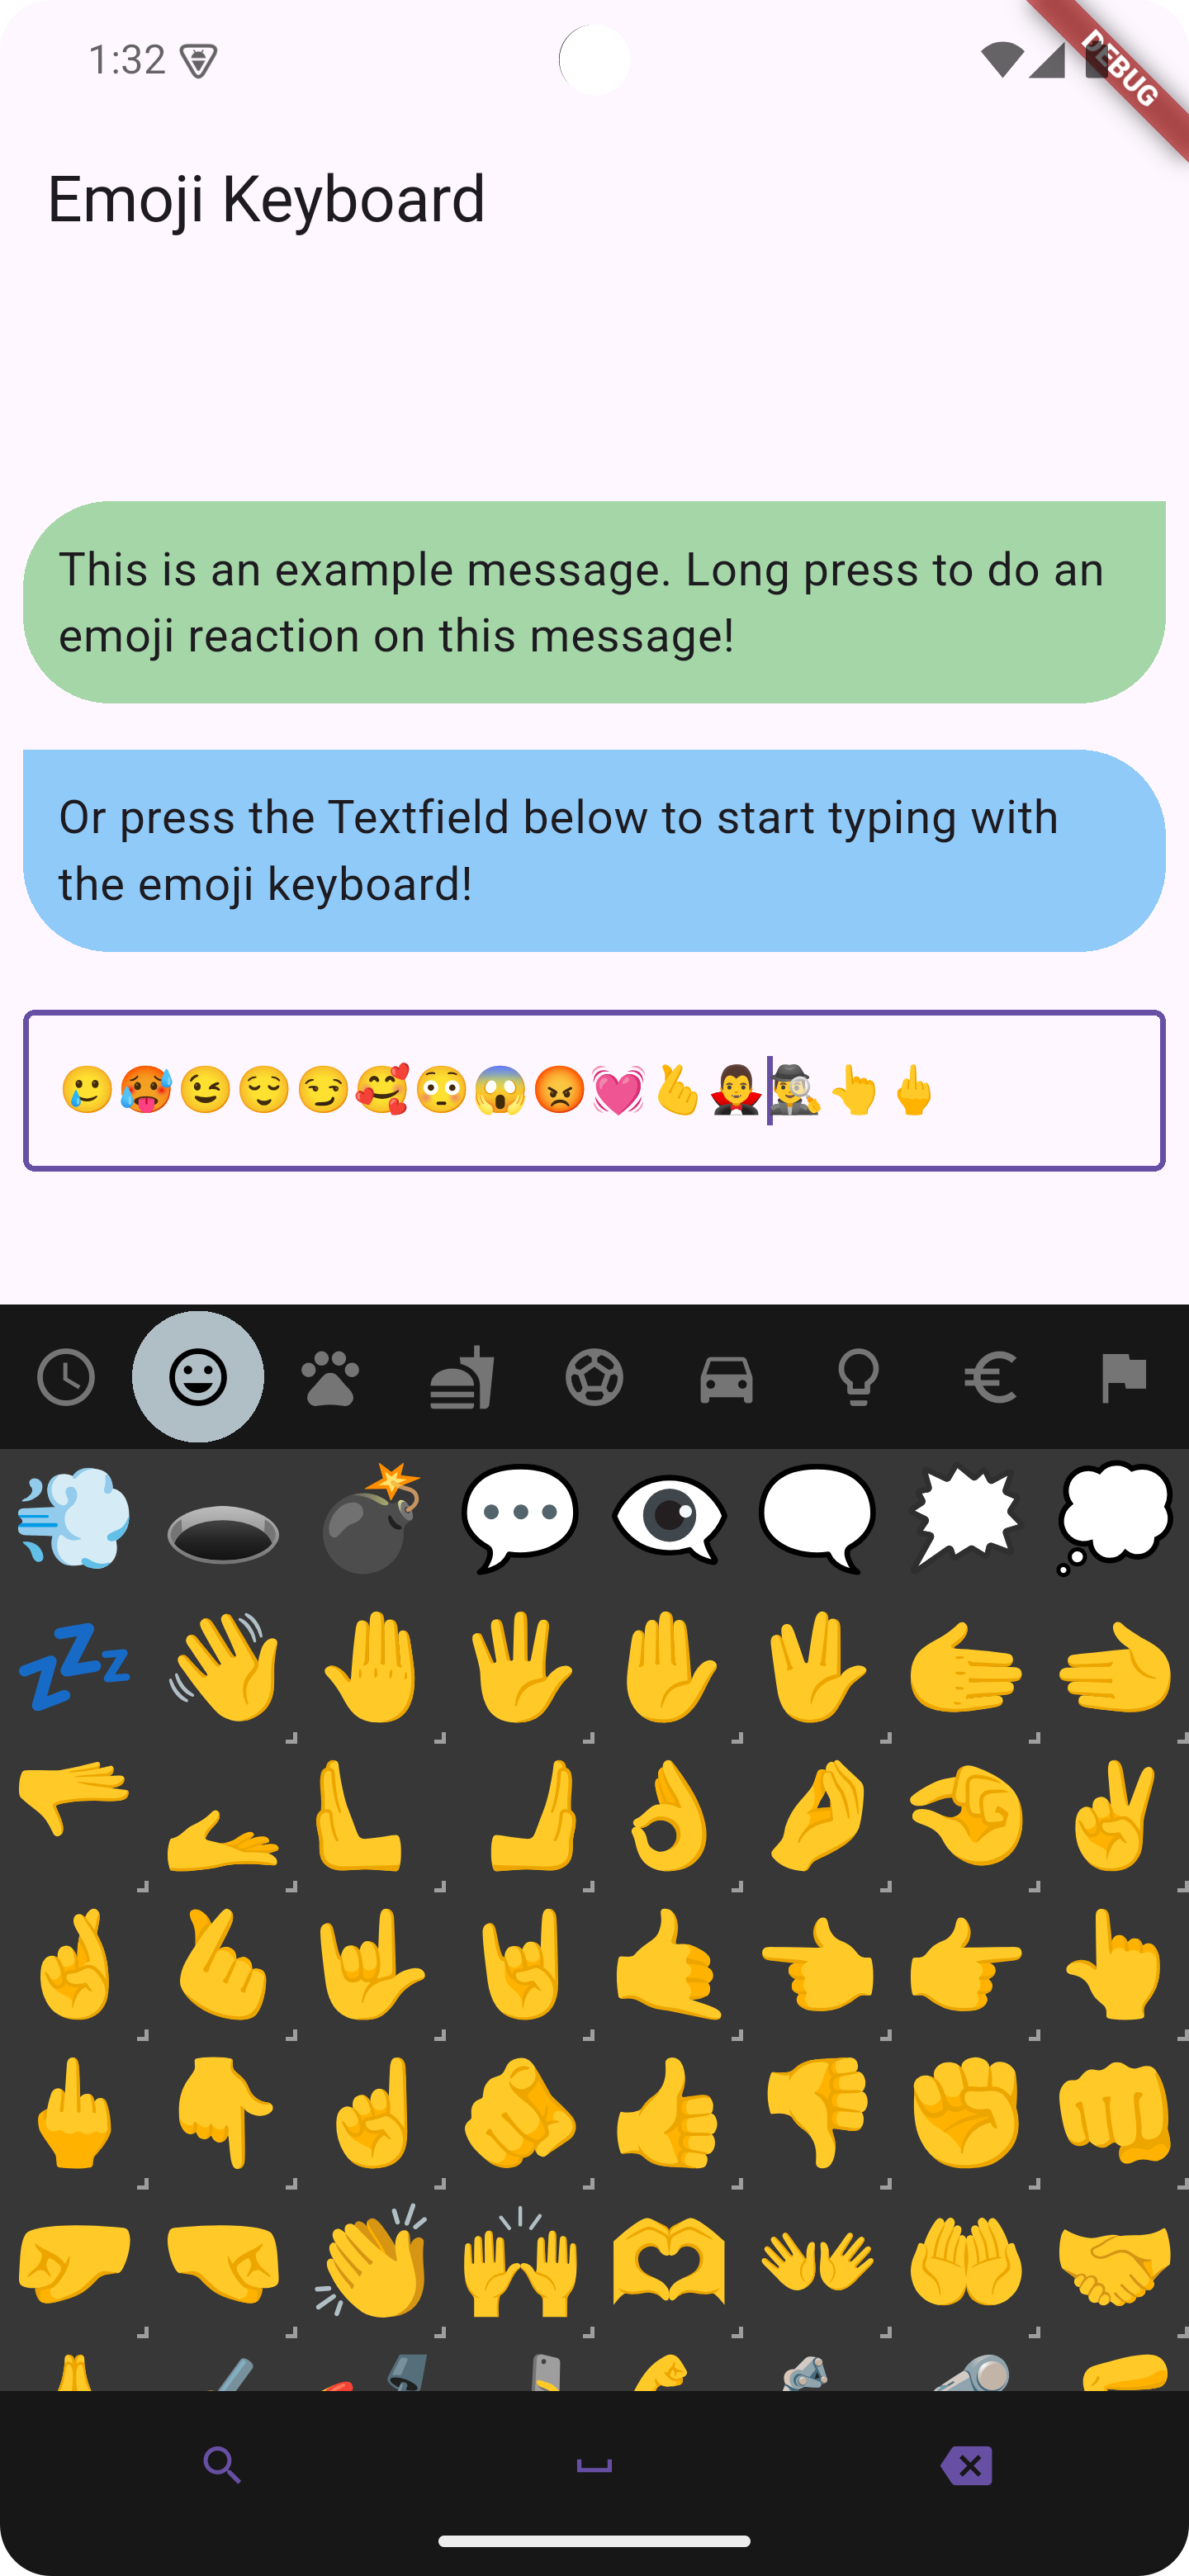 1:32
DEBUG
Emoji Keyboard
This is an example message. Long press to do an
emoji reaction on this message!
Or press the Textfield below to start typing with
the emoji keyboard!
🥲🥵😉😌😏🥰😳😱😡💓🫰🧛‍♂️🕵️‍♂️👆🖕